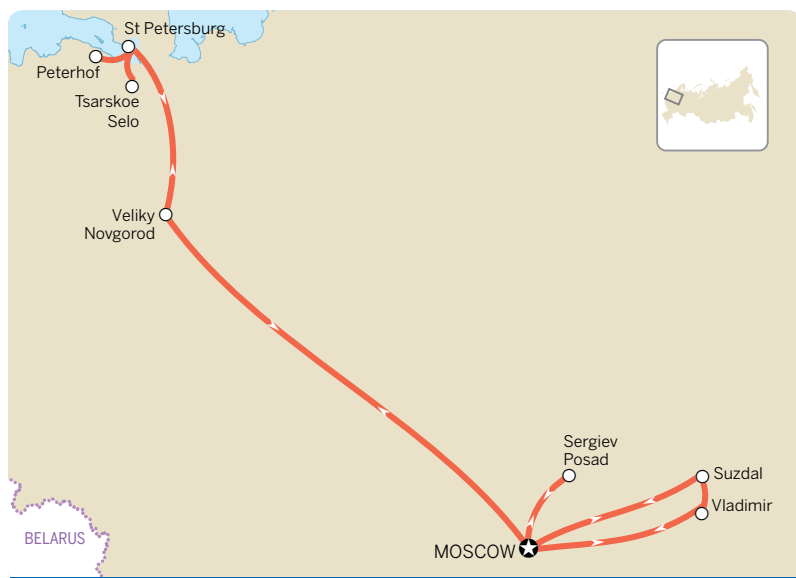 St Petersburg
Peterhof
Tsarskoe
Selo
Veliky
Novgorod
Sergiev
Posad
Suzdal
Vladimir
BELARUS
MOSCOW